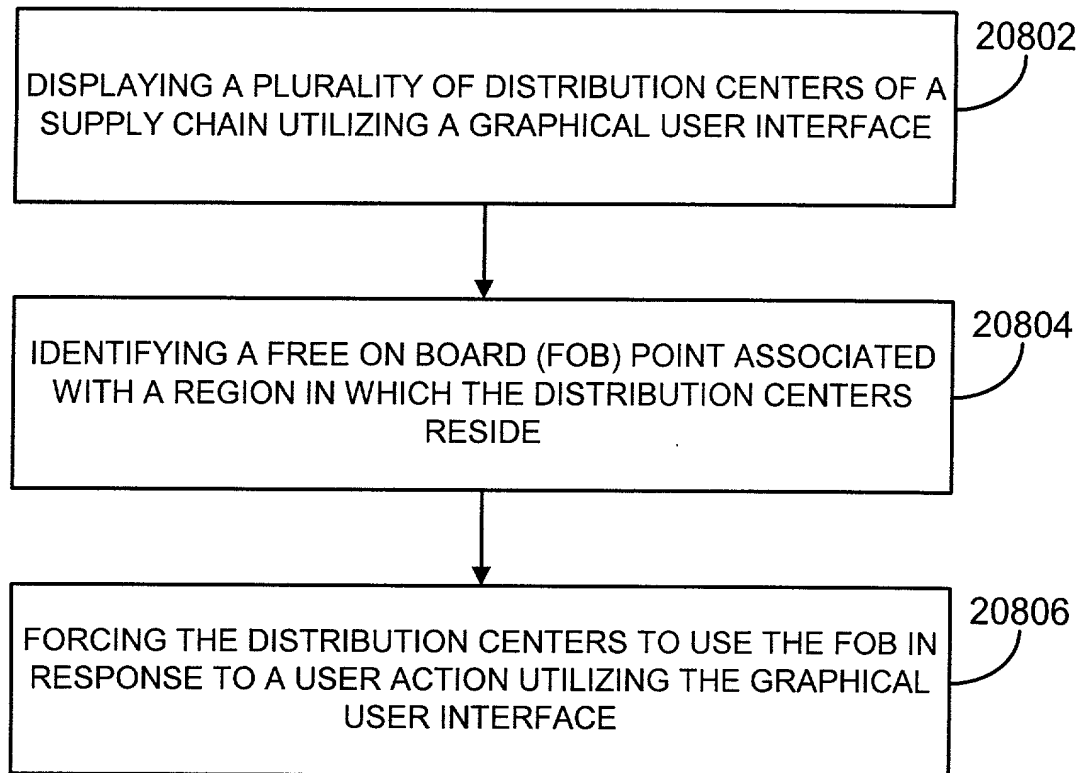 20802
DISPLAYING A PLURALITY OF DISTRIBUTION CENTERS OF A
SUPPLY CHAIN UTILIZING A GRAPHICAL USER INTERFACE
20804
IDENTIFYING A FREE ON BOARD (FOB) POINT ASSOCIATED
WITH A REGION IN WHICH THE DISTRIBUTION CENTERS
RESIDE
20806
FORCING THE DISTRIBUTION CENTERS TO USE THE FOB IN
RESPONSE TO A USER ACTION UTILIZING THE GRAPHICAL
USER INTERFACE